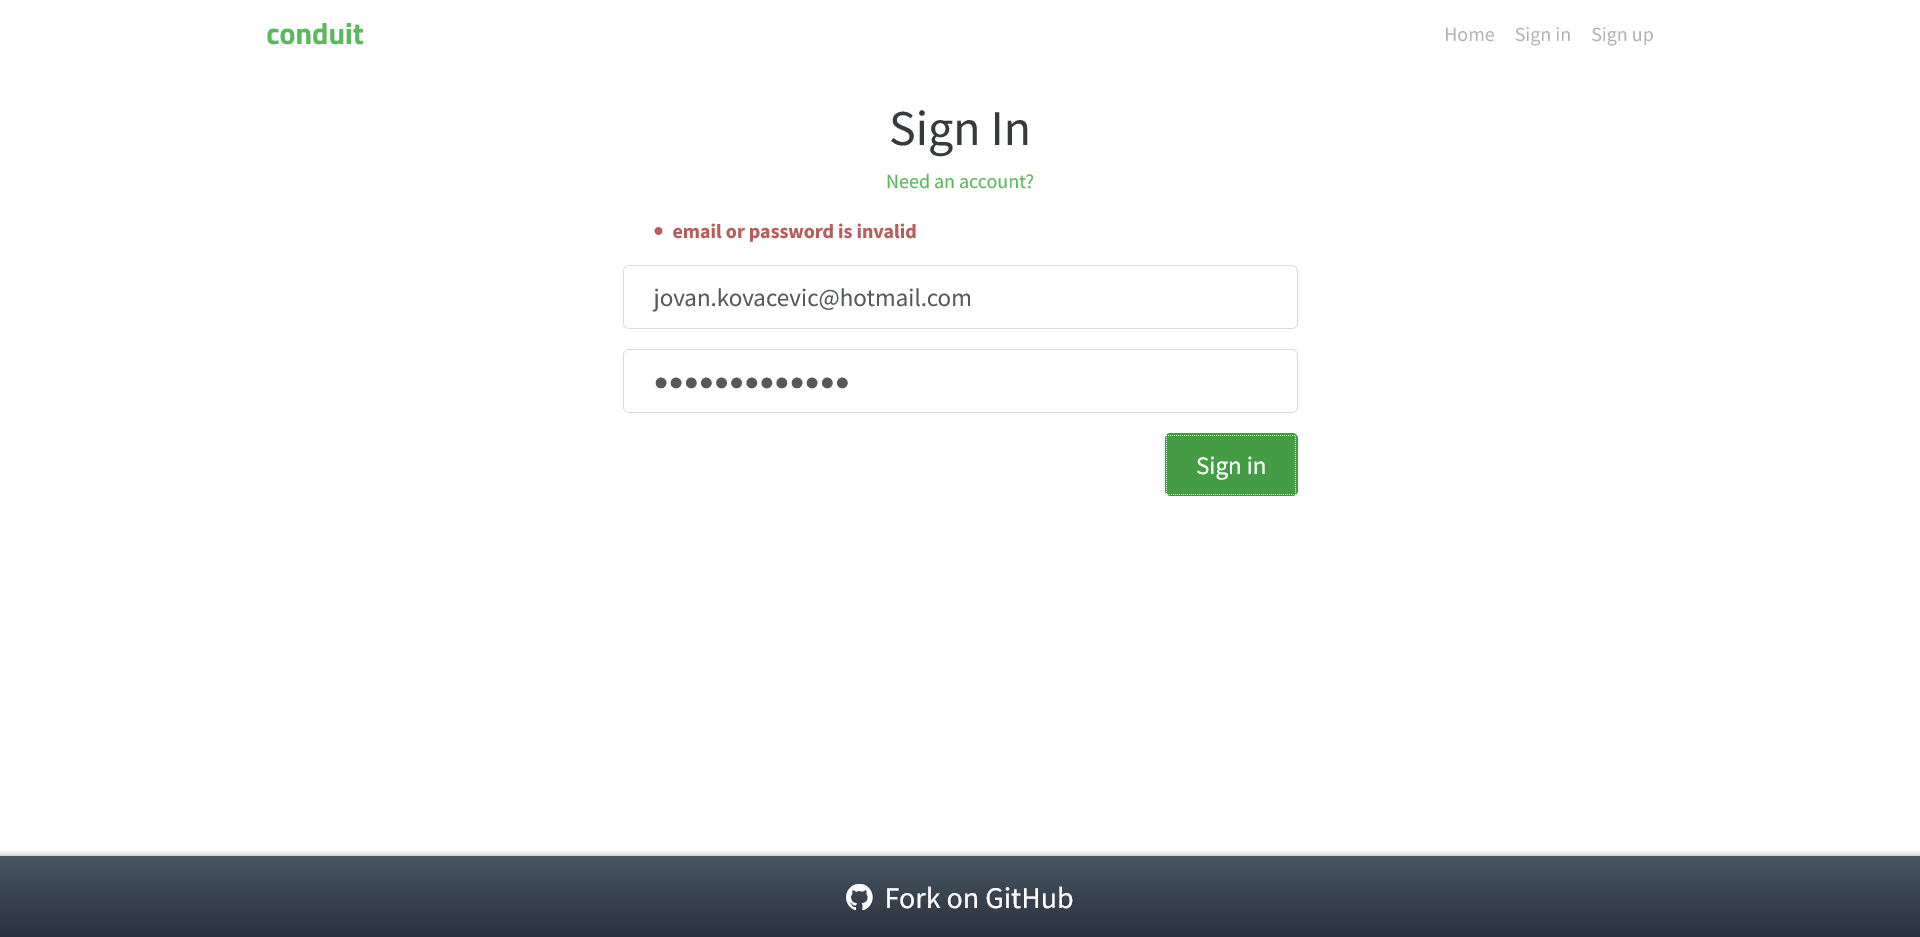 conduit
Home Sign in Sign up
Sign In
Need an account?
• email or password is invalid
jovan.kovacevic@hotmail.com
•••••••••••••
Sign in
Fork on GitHub